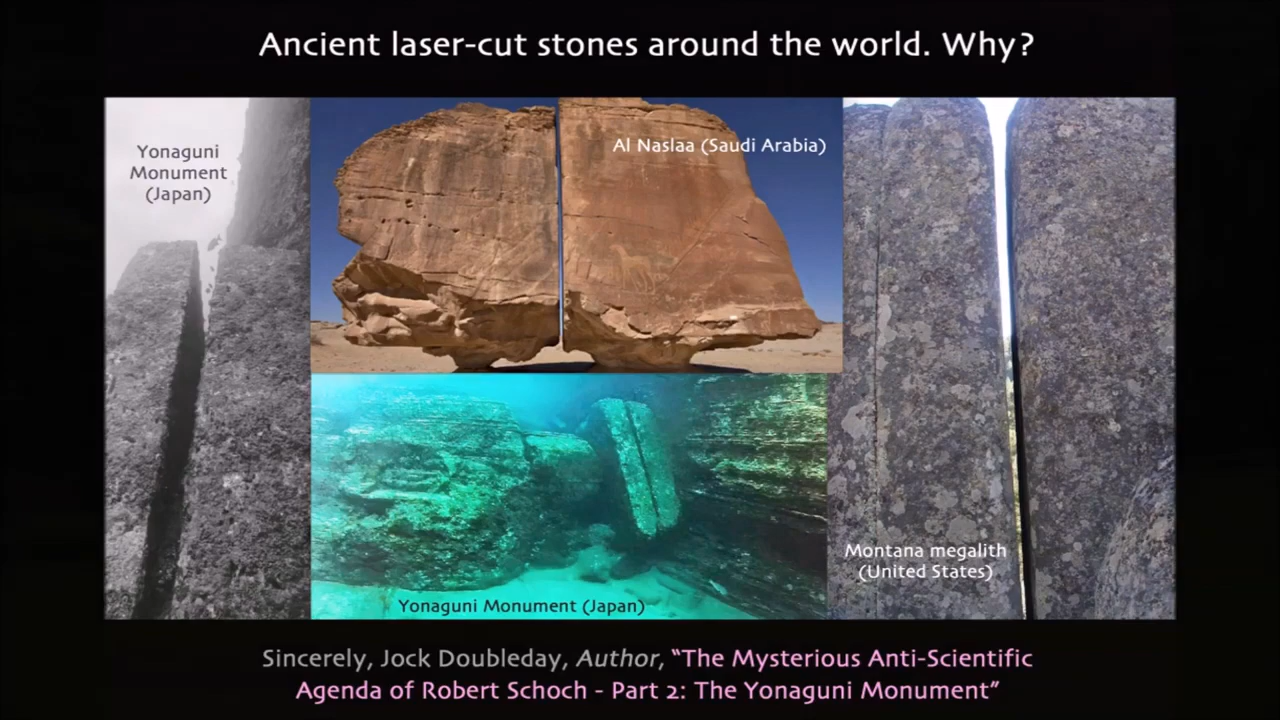 Ancient laser-cut stones around the world. Why?
Yonaguni
Monument
(Japan)
Al Naslaa (Saudi Arabia)
Yonaguni Monument (Japan)
Montana megalith
(United States)
Sincerely, Jock Doubleday, Author, “The Mysterious Anti-Scientific
Agenda of Robert Schoch - Part 2: The Yonaguni Monument”